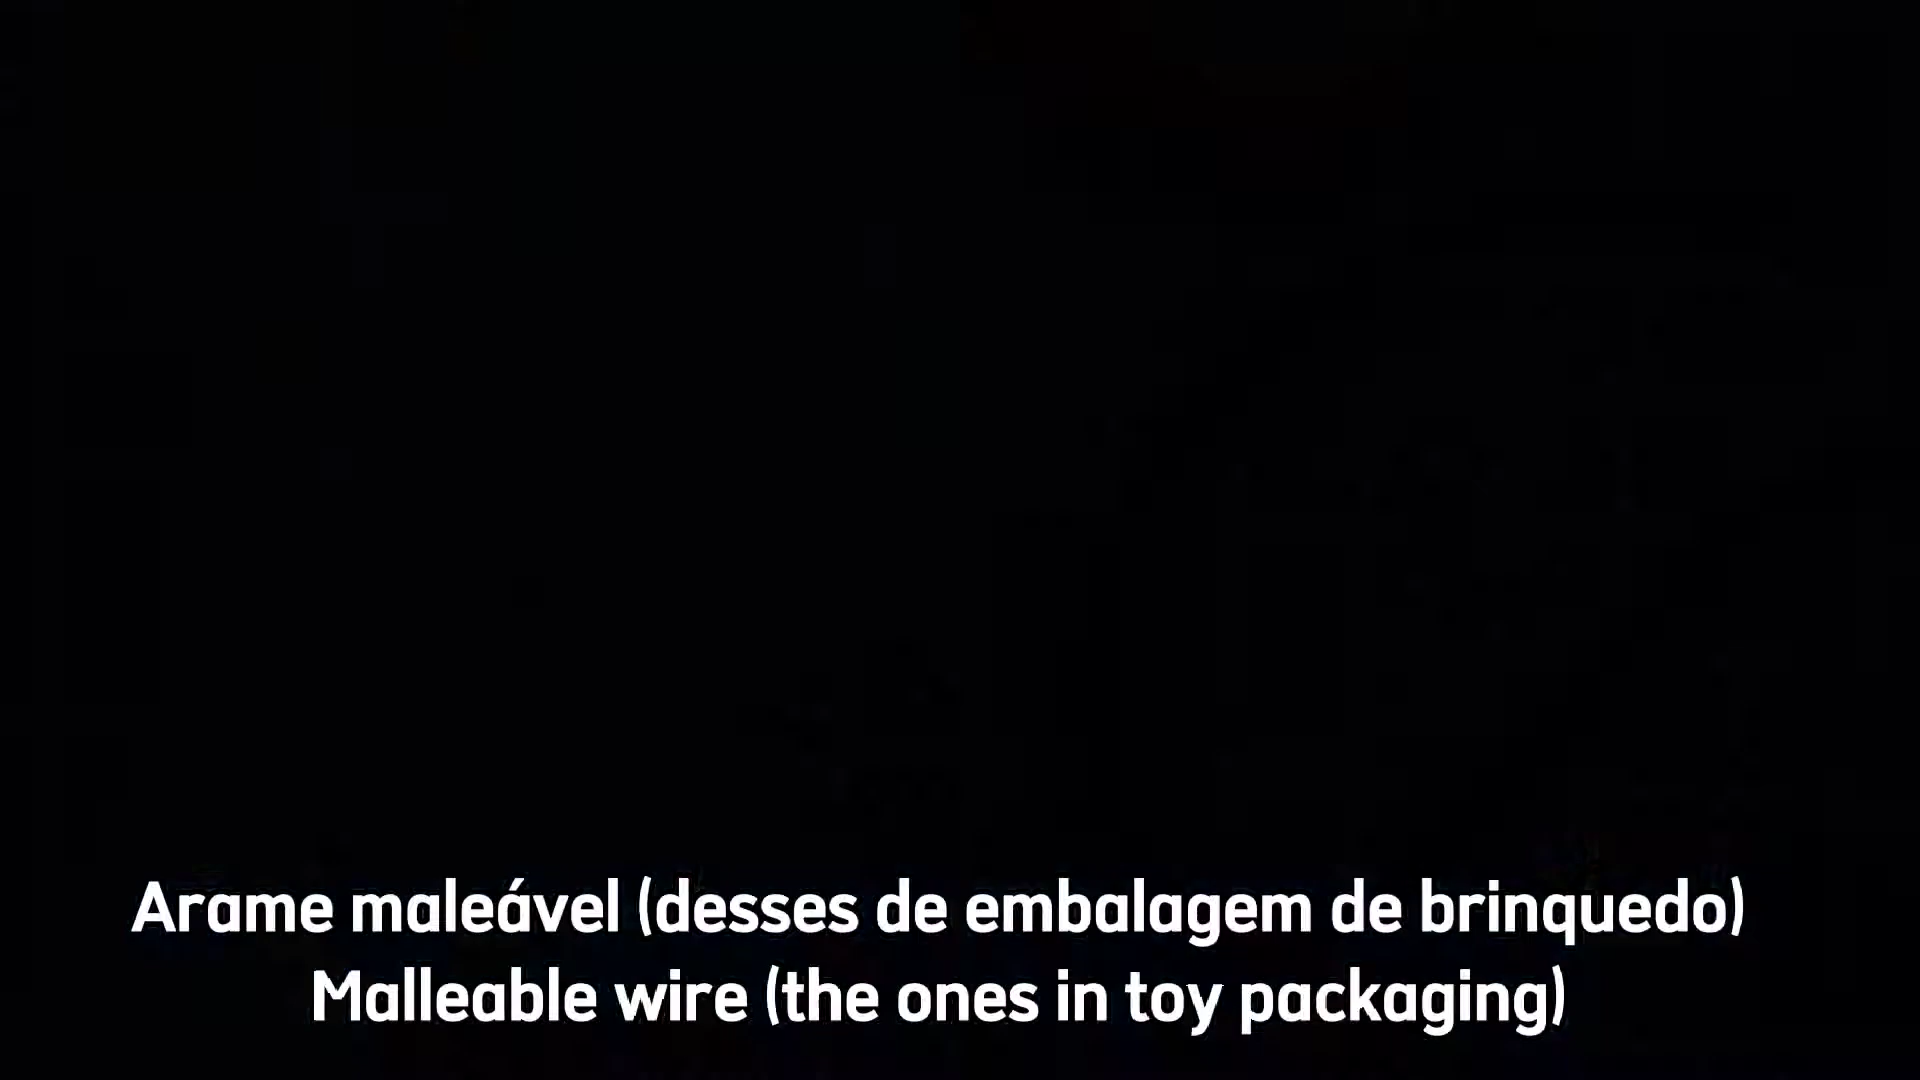 Arame maleável (desses de embalagem de brinquedo)
Malleable wire (the ones in toy packaging)